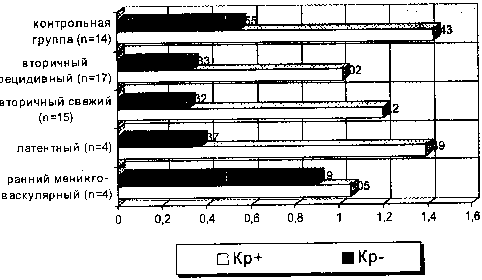 контрольная
группа (n=14)
вторичный
рецидивный (n=17)
вторичный свежий
(n=15)
латентный (n=4)
ранний менинго-
васкулярный (n=4)
0 0,2 0,4 0,6 0,8 1 1,2 1,4 1,6
Кр+ Кр-